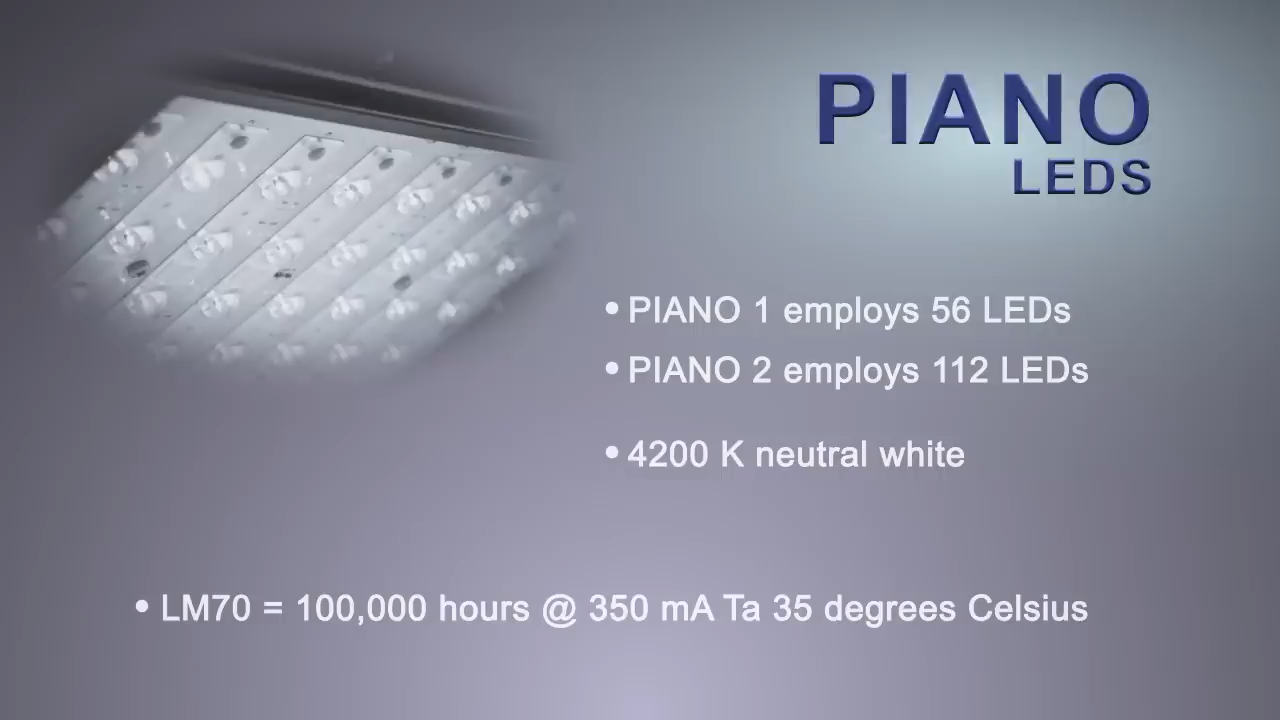 PIANO
LEDS
• PIANO 1 employs 56 LEDs
• PIANO 2 employs 112 LEDs
• 4200 K neutral white
• LM70 = 100,000 hours @ 350 mA Ta 35 degrees Celsius